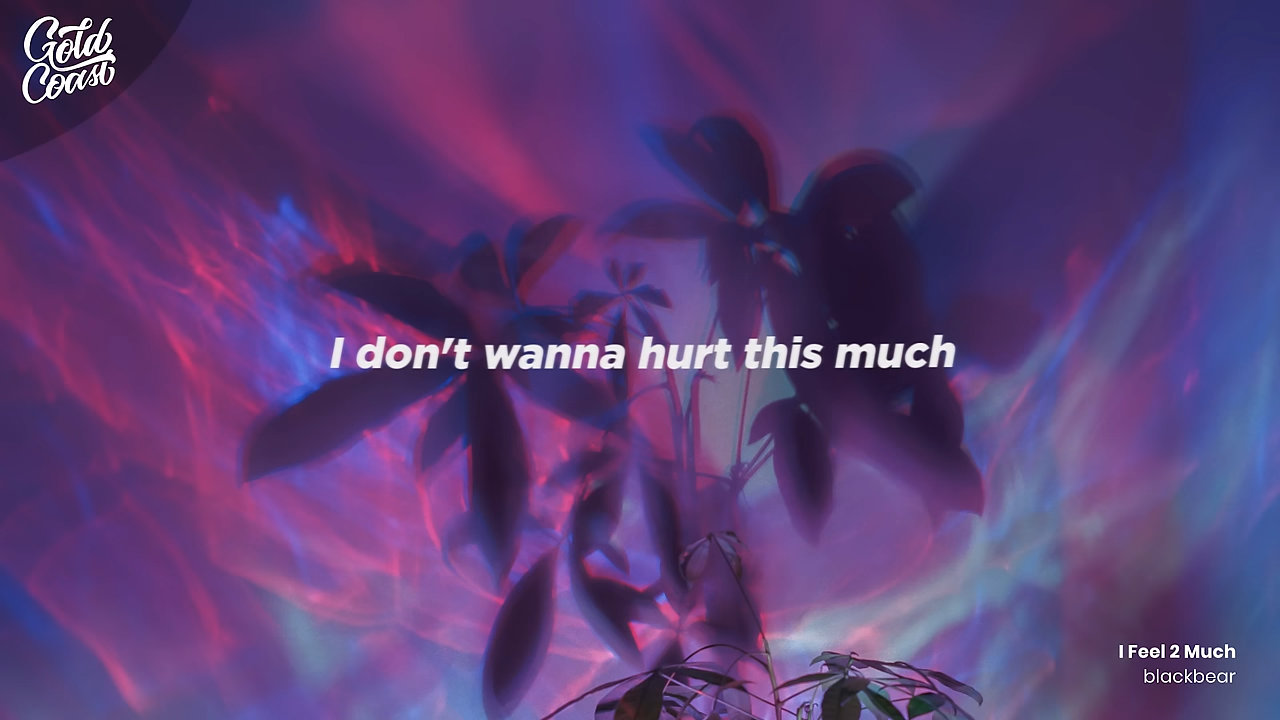 Gold
Coast
I don't wanna hurt this much
I Feel 2 Much
blackbear